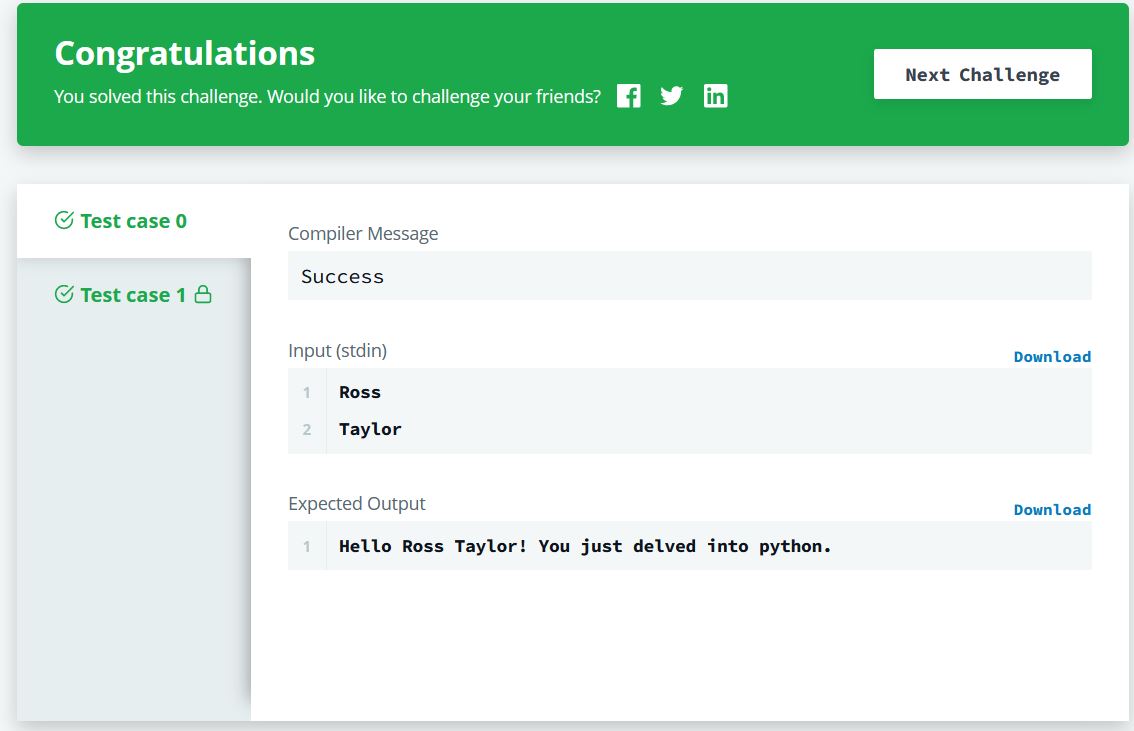 Congratulations
You solved this challenge. Would you like to challenge your friends?
Next Challenge
Test case 0
Test case 1
Compiler Message
Success
Input (stdin)
Download
1 Ross
2 Taylor
Expected Output
Download
1 Hello Ross Taylor! You just delved into python.